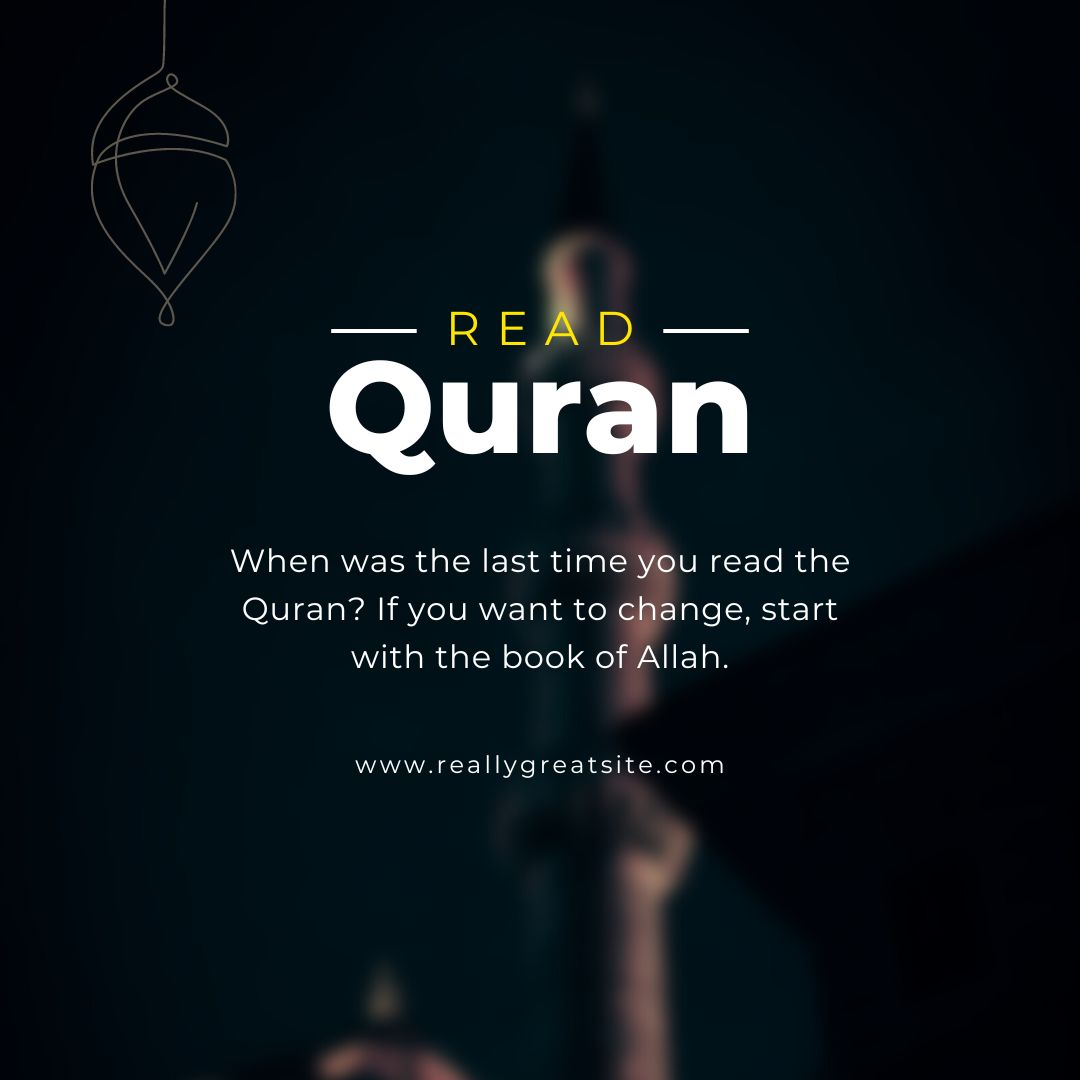 READ
Quran
When was the last time you read the
Quran? If you want to change, start
with the book of Allah.
www.reallygreatsite.com